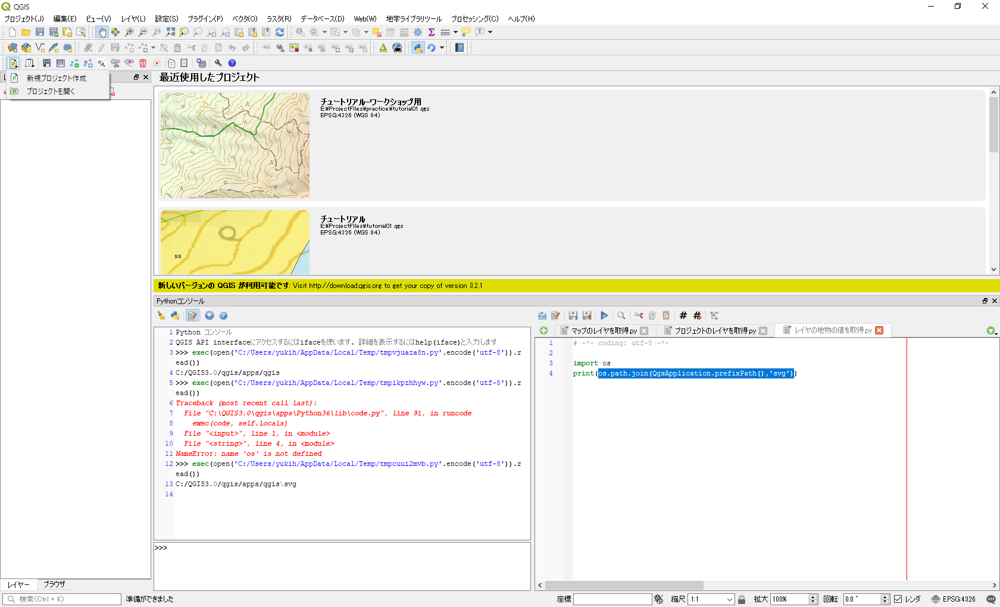 QGIS
プロジェクト(J) 編集(E) ビュー(V) レイヤ(L) 設定(S) プラグイン(P) ベクタ(O) ラスタ(R) データベース(D) Web(W) 地学ライブラリツール プロセッシング(C) ヘルプ(H)
新規プロジェクト作成
プロジェクトを開く
最近使用したプロジェクト
チュートリアル-ワークショップ用
E:¥ProjectFIles¥practice¥tutorial01.qgs
EPSG:4326 (WGS 84)
チュートリアル
E:¥ProjectFIles¥tutorial01.qgs
EPSG:4326 (WGS 84)
ss
新しいバージョンの QGIS が利用可能です: Visit http://download.qgis.org to get your copy of version 3.2.1
Pythonコンソール
1 Python コンソール
2 QGIS API interfaceにアクセスするにはifaceを使います. 詳細を表示するにはhelp(iface)と入力します
3 >>> exec(open('C:/Users/yukih/AppData/Local/Temp/tmpvjuaza8n.py'.encode('utf-8')).r
ead())
4 C:/QGIS3.0/qgis/apps/qgis
5 >>> exec(open('C:/Users/yukih/AppData/Local/Temp/tmpikpzhhyw.py'.encode('utf-8')).r
ead())
6 Traceback (most recent call last):
7 File "C:\QGIS3.0\qgis\apps\Python36\lib\code.py", line 91, in runcode
8 exec(code, self.locals)
9 File "<input>", line 1, in <module>
10 File "<string>", line 4, in <module>
11 NameError: name 'os' is not defined
12 >>> exec(open('C:/Users/yukih/AppData/Local/Temp/tmpcuui2mvb.py'.encode('utf-8')).r
ead())
13 C:/QGIS3.0/qgis/apps/qgis\svg
14
>>>
マップのレイヤを取得.py プロジェクトのレイヤを取得.py レイヤの地物の値を取得.py
1 # -*- coding: utf-8 -*-
2
3 import os
4 print(os.path.join(QgsApplication.prefixPath(),'svg'))
レイヤー ブラウザ
検索(Ctrl + K) 準備ができました 座標 縮尺 1:1 拡大 100% 回転 0.0 ° レンダ EPSG:4326